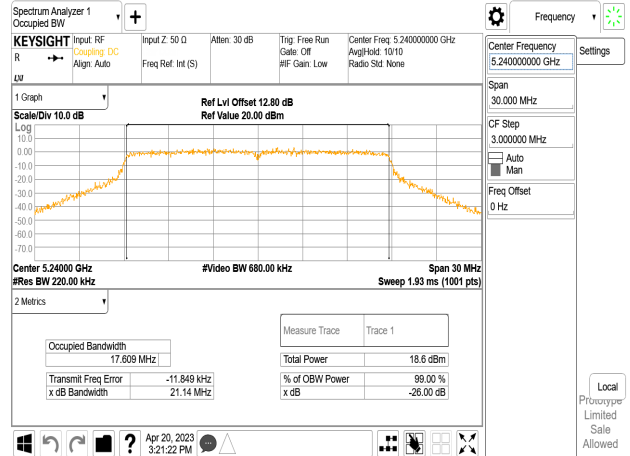 Spectrum Analyzer 1
Occupied BW
Frequency
KEYSIGHT
R
LXI
Input: RF
Coupling: DC
Align: Auto
Input Z: 50 Ω
Freq Ref: Int (S)
Atten: 30 dB
Trig: Free Run
Gate: Off
#IF Gain: Low
Center Freq: 5.240000000 GHz
Avg|Hold: 10/10
Radio Std: None
Center Frequency
5.240000000 GHz
Settings
Span
30.000 MHz
CF Step
3.000000 MHz
Auto
Man
Freq Offset
0 Hz
1 Graph
Scale/Div 10.0 dB
Ref Lvl Offset 12.80 dB
Ref Value 20.00 dBm
Log
10.0
0.00
-10.0
-20.0
-30.0
-40.0
-50.0
-60.0
-70.0
Center 5.24000 GHz
#Res BW 220.00 kHz
#Video BW 680.00 kHz
Span 30 MHz
Sweep 1.93 ms (1001 pts)
2 Metrics
Measure Trace Trace 1
Occupied Bandwidth
17.609 MHz
Total Power 18.6 dBm
Transmit Freq Error -11.849 kHz
% of OBW Power 99.00 %
x dB Bandwidth 21.14 MHz
x dB -26.00 dB
Local
Prototype
Limited
Sale
Allowed
?
Apr 20, 2023
3:21:22 PM